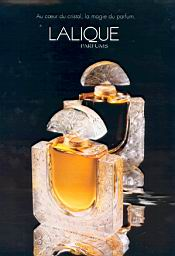 Au cœur du cristal, la magie du parfum.
LALIQUE
PARFUMS